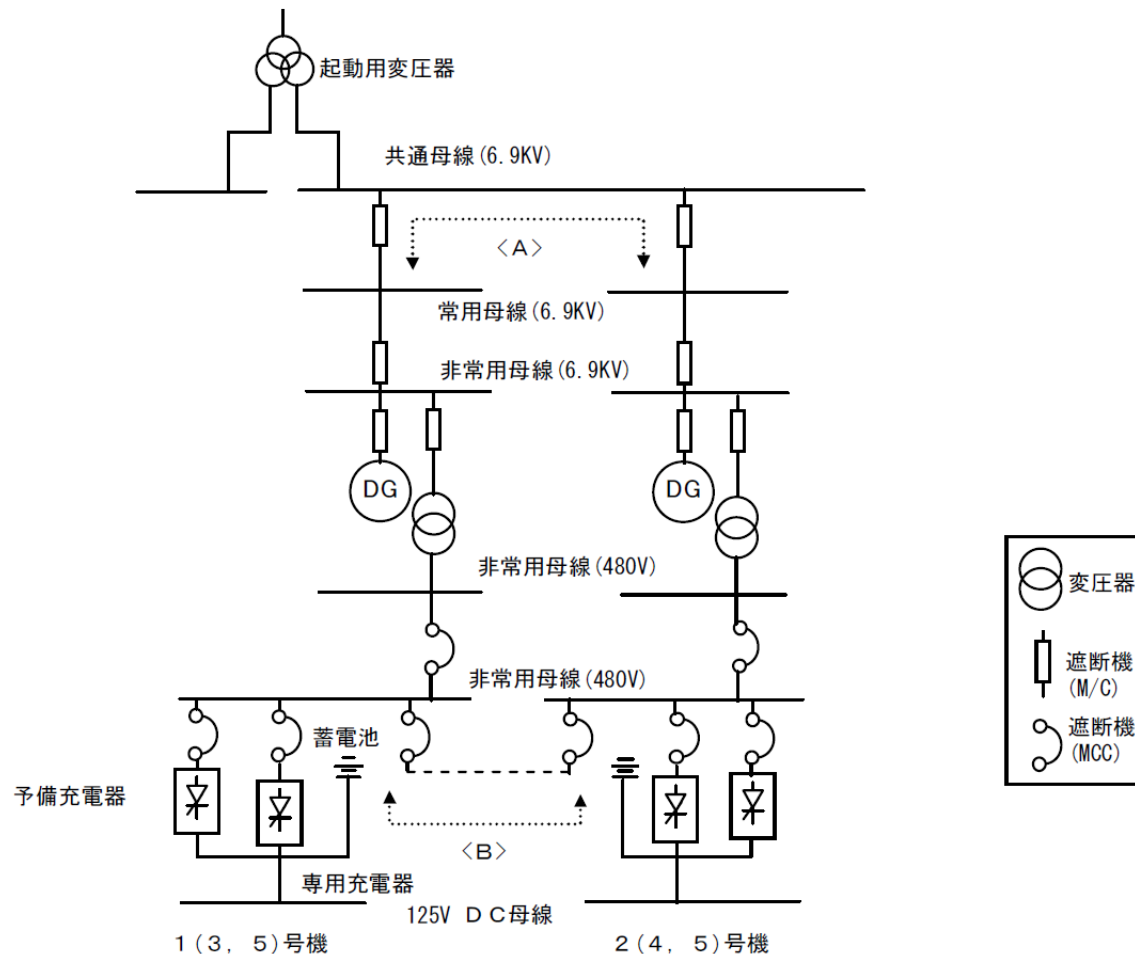 起動用変圧器
共通母線(6.9KV)
<A>
常用母線(6.9KV)
非常用母線(6.9KV)
DG
DG
非常用母線(480V)
変圧器
遮断機
(M/C)
遮断機
(MCC)
非常用母線(480V)
蓄電池
予備充電器
<B>
専用充電器
125V DC母線
1(3, 5)号機
2(4, 5)号機